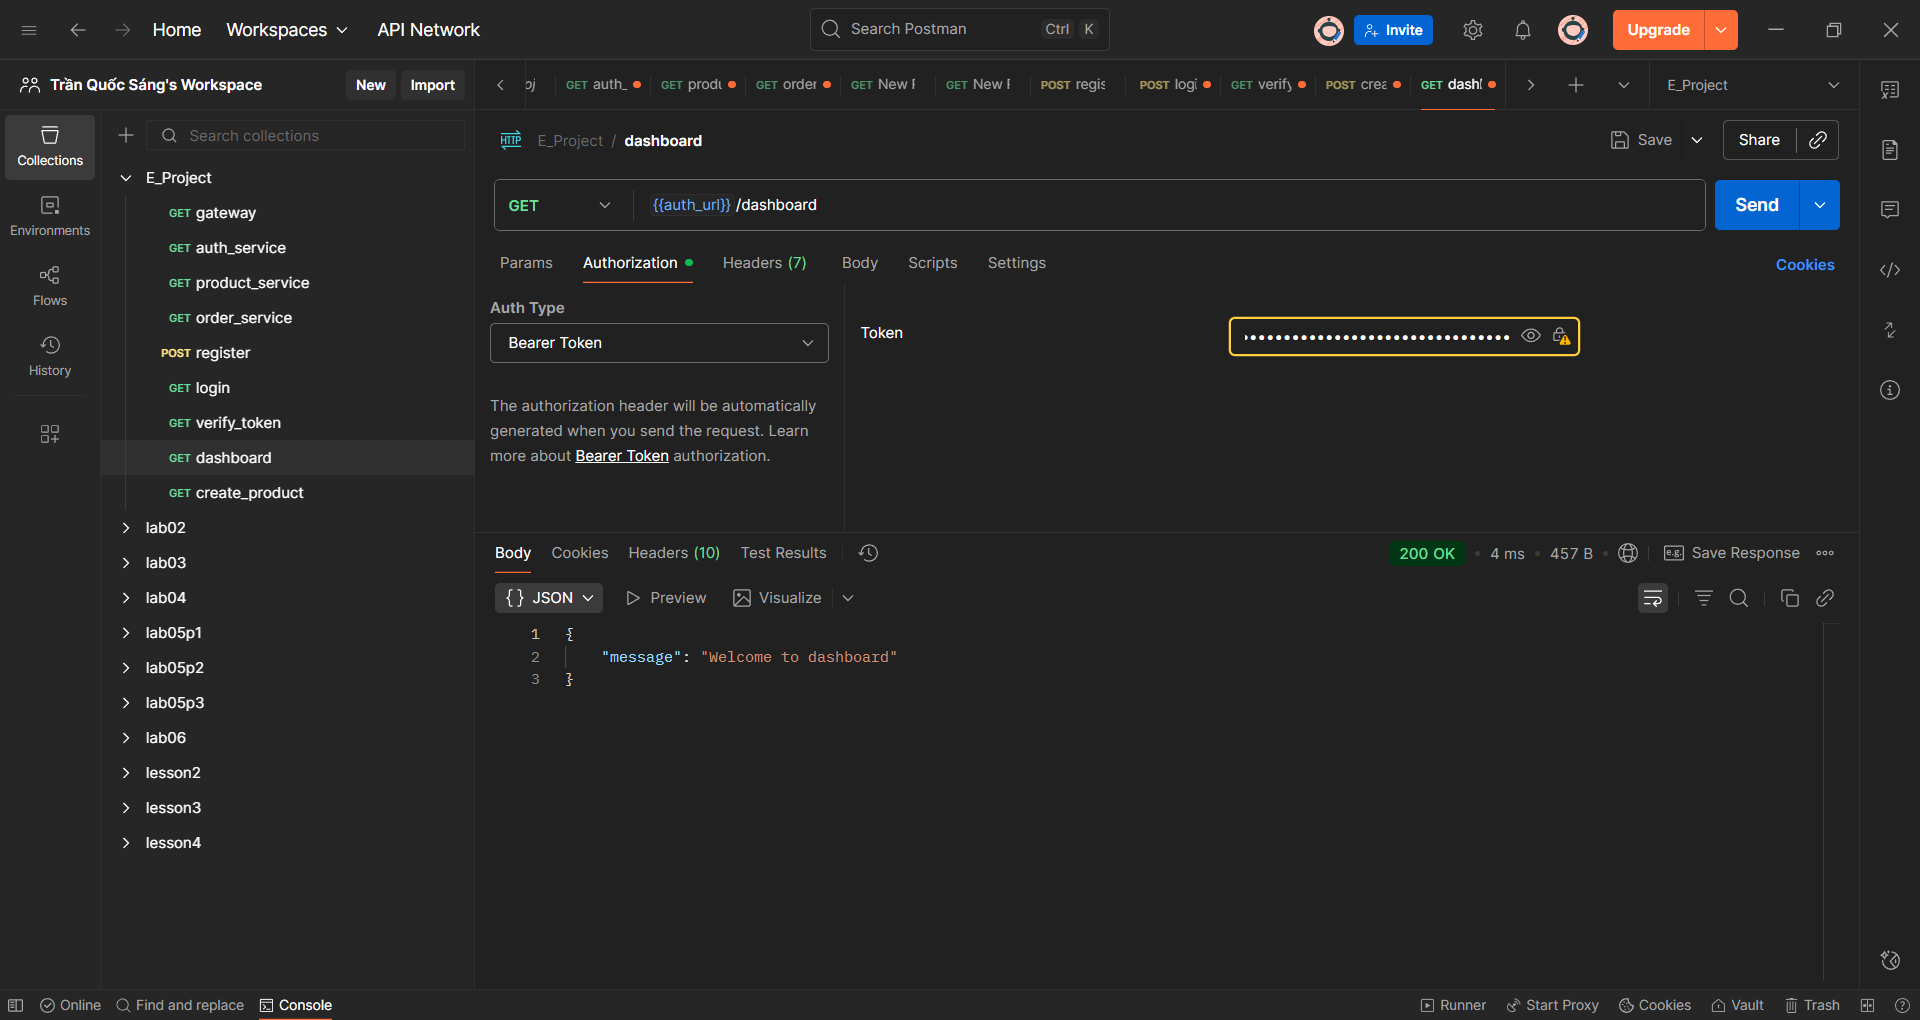 Home Workspaces API Network
Search Postman Ctrl K
Invite Upgrade
Trần Quốc Sáng's Workspace New Import
GET auth_ GET produ GET order GET New F GET New F POST regis POST logi GET verify POST crea GET dashl
E_Project
Collections
Environments
Flows
History
Search collections
E_Project
GET gateway
GET auth_service
GET product_service
GET order_service
POST register
GET login
GET verify_token
GET dashboard
GET create_product
lab02
lab03
lab04
lab05p1
lab05p2
lab05p3
lab06
lesson2
lesson3
lesson4
HTTP E_Project / dashboard
Save Share
GET {{auth_url}} /dashboard Send
Params Authorization Headers (7) Body Scripts Settings Cookies
Auth Type
Bearer Token
The authorization header will be automatically
generated when you send the request. Learn
more about Bearer Token authorization.
Token
Body Cookies Headers (10) Test Results
200 OK • 4 ms • 457 B • e.g. Save Response
{} JSON Preview Visualize
1 {
2 "message": "Welcome to dashboard"
3 }
Online Find and replace Console
Runner Start Proxy Cookies Vault Trash